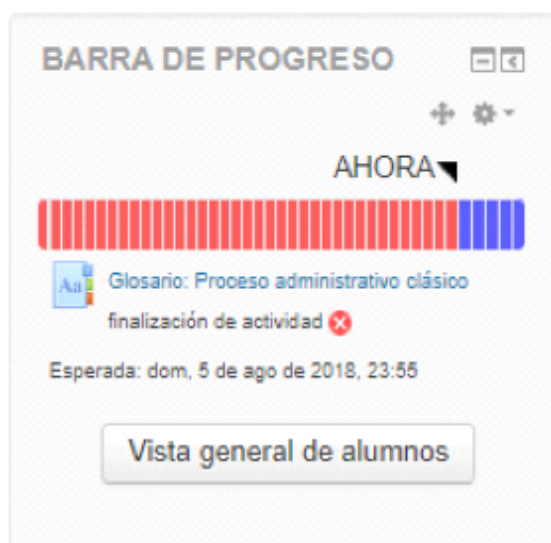 BARRA DE PROGRESO
AHORA
Aa
Glosario: Proceso administrativo clásico
finalización de actividad
Esperada: dom, 5 de ago de 2018, 23:55
Vista general de alumnos